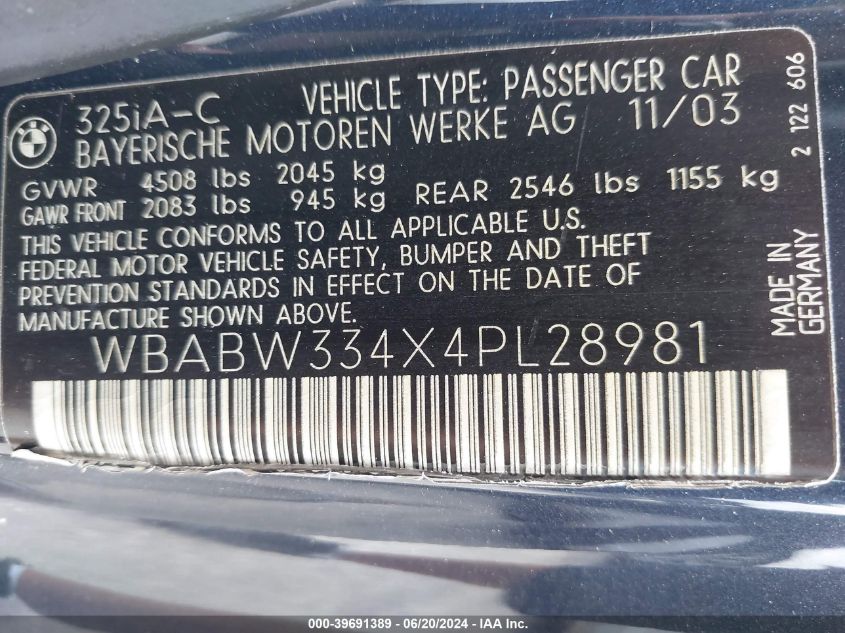 BMW
325iA-C VEHICLE TYPE: PASSENGER CAR
BAYERISCHE MOTOREN WERKE AG 11/03
GVWR 4508 lbs 2045 kg
GAWR FRONT 2083 lbs 945 kg REAR 2546 lbs 1155 kg
THIS VEHICLE CONFORMS TO ALL APPLICABLE U.S.
FEDERAL MOTOR VEHICLE SAFETY, BUMPER AND THEFT
PREVENTION STANDARDS IN EFFECT ON THE DATE OF
MANUFACTURE SHOWN ABOVE.
WBABW334X4PL28981
2 122 606
MADE IN
GERMANY
000-39691389 - 06/20/2024 - IAA Inc.